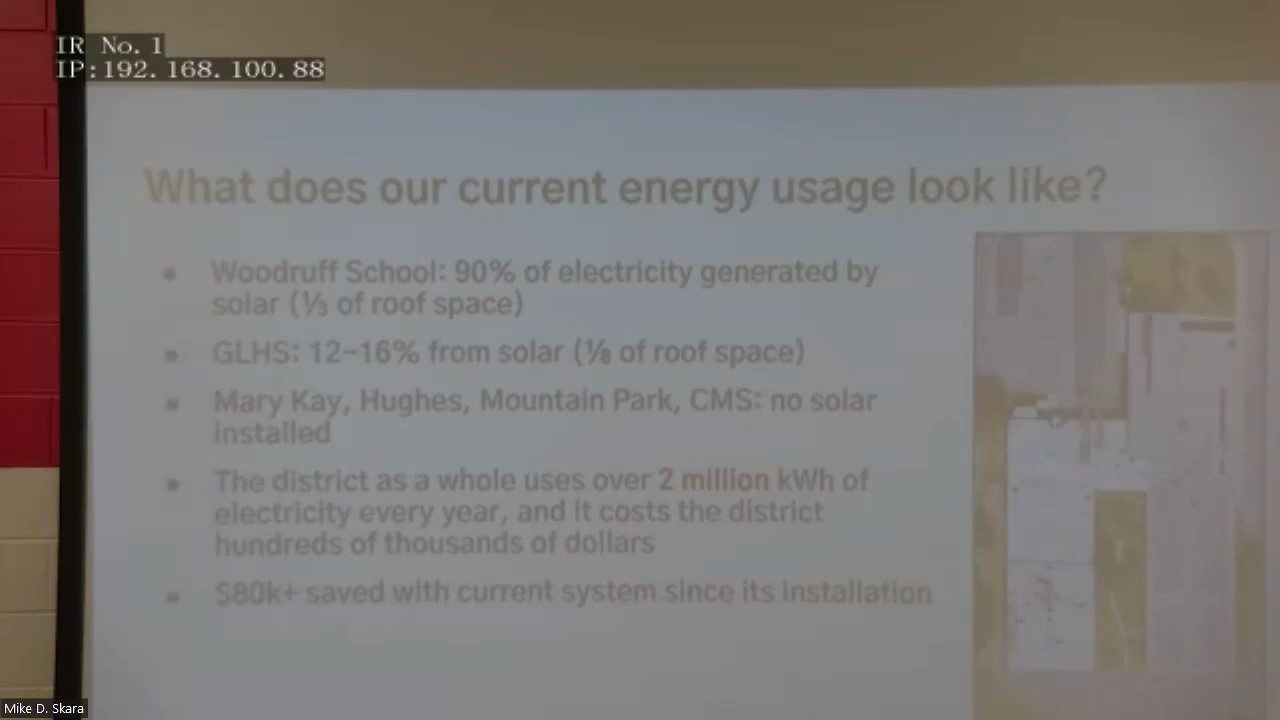 IR No. 1
IP:192.168.100.88
What does our current energy usage look like?
• Woodruff School: 90% of electricity generated by
solar (⅓ of roof space)
• GLHS: 12-16% from solar (⅛ of roof space)
• Mary Kay, Hughes, Mountain Park, CMS: no solar
installed
• The district as a whole uses over 2 million kWh of
electricity every year, and it costs the district
hundreds of thousands of dollars
• $80k+ saved with current system since its installation
Mike D. Skara